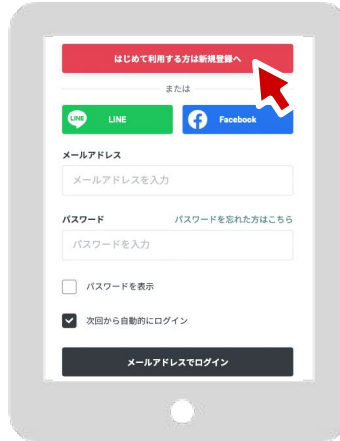 はじめて利用する方は新規登録へ
または
LINE LINE
Facebook
メールアドレス
メールアドレスを入力
パスワード
パスワードを忘れた方はこちら
パスワードを入力
パスワードを表示
次回から自動的にログイン
メールアドレスでログイン